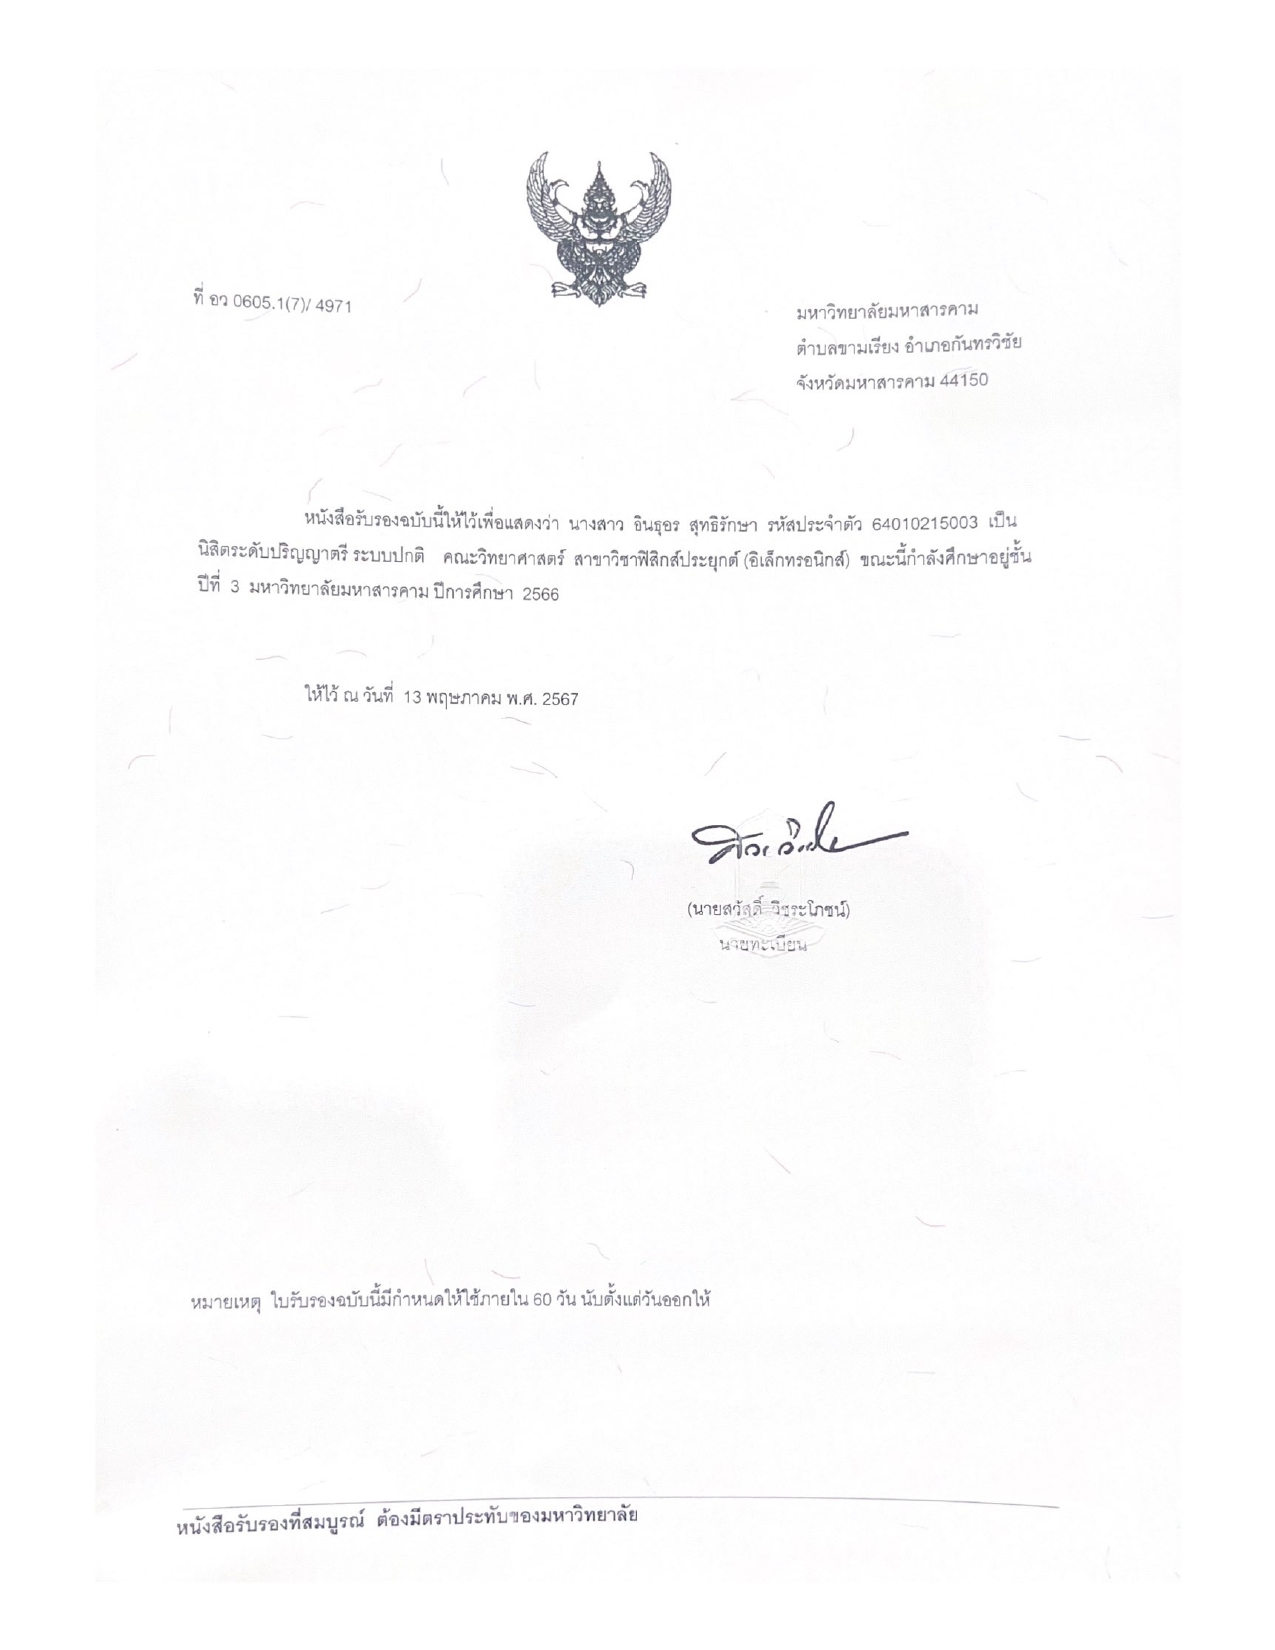 ที่ อว 0605.1(7)/ 4971
มหาวิทยาลัยมหาสารคาม
ตำบลขามเรียง อำเภอกันทรวิชัย
จังหวัดมหาสารคาม 44150
หนังสือรับรองฉบับนี้ให้ไว้เพื่อแสดงว่า นางสาว อินธุอร สุทธิรักษา รหัสประจำตัว 64010215003 เป็น
นิสิตระดับปริญญาตรี ระบบปกติ คณะวิทยาศาสตร์ สาขาวิชาฟิสิกส์ประยุกต์ (อิเล็กทรอนิกส์) ขณะนี้กำลังศึกษาอยู่ชั้น
ปีที่ 3 มหาวิทยาลัยมหาสารคาม ปีการศึกษา 2566
ให้ไว้ ณ วันที่ 13 พฤษภาคม พ.ศ. 2567
(นายสวัสดิ์ วิชระโภชน์)
นายทะเบียน
หมายเหตุ ใบรับรองฉบับนี้มีกำหนดให้ใช้ภายใน 60 วัน นับตั้งแต่วันออกให้
หนังสือรับรองที่สมบูรณ์ ต้องมีตราประทับของมหาวิทยาลัย